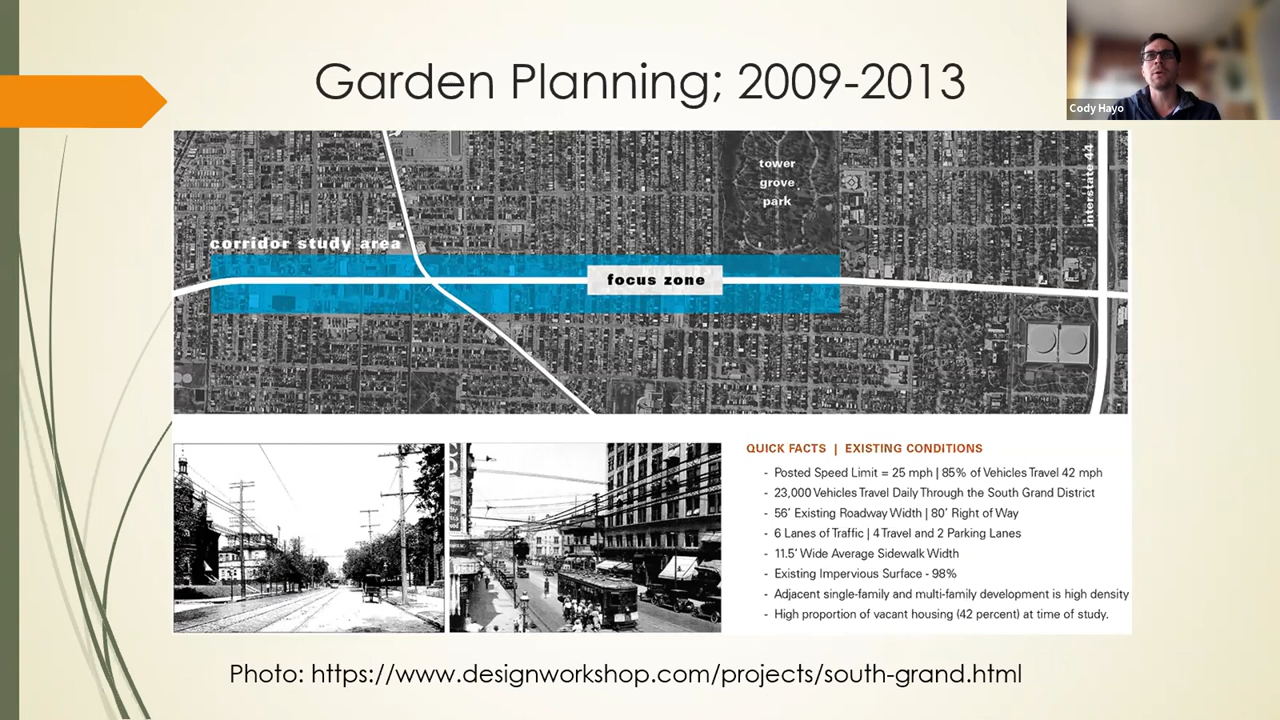 Garden Planning; 2009-2013
Cody Hayo
tower
grove
park
interstate 44
corridor study area
focus zone
QUICK FACTS | EXISTING CONDITIONS
- Posted Speed Limit = 25 mph | 85% of Vehicles Travel 42 mph
- 23,000 Vehicles Travel Daily Through the South Grand District
- 56' Existing Roadway Width | 80' Right of Way
- 6 Lanes of Traffic | 4 Travel and 2 Parking Lanes
- 11.5' Wide Average Sidewalk Width
- Existing Impervious Surface - 98%
- Adjacent single-family and multi-family development is high density
- High proportion of vacant housing (42 percent) at time of study.
Photo: https://www.designworkshop.com/projects/south-grand.html